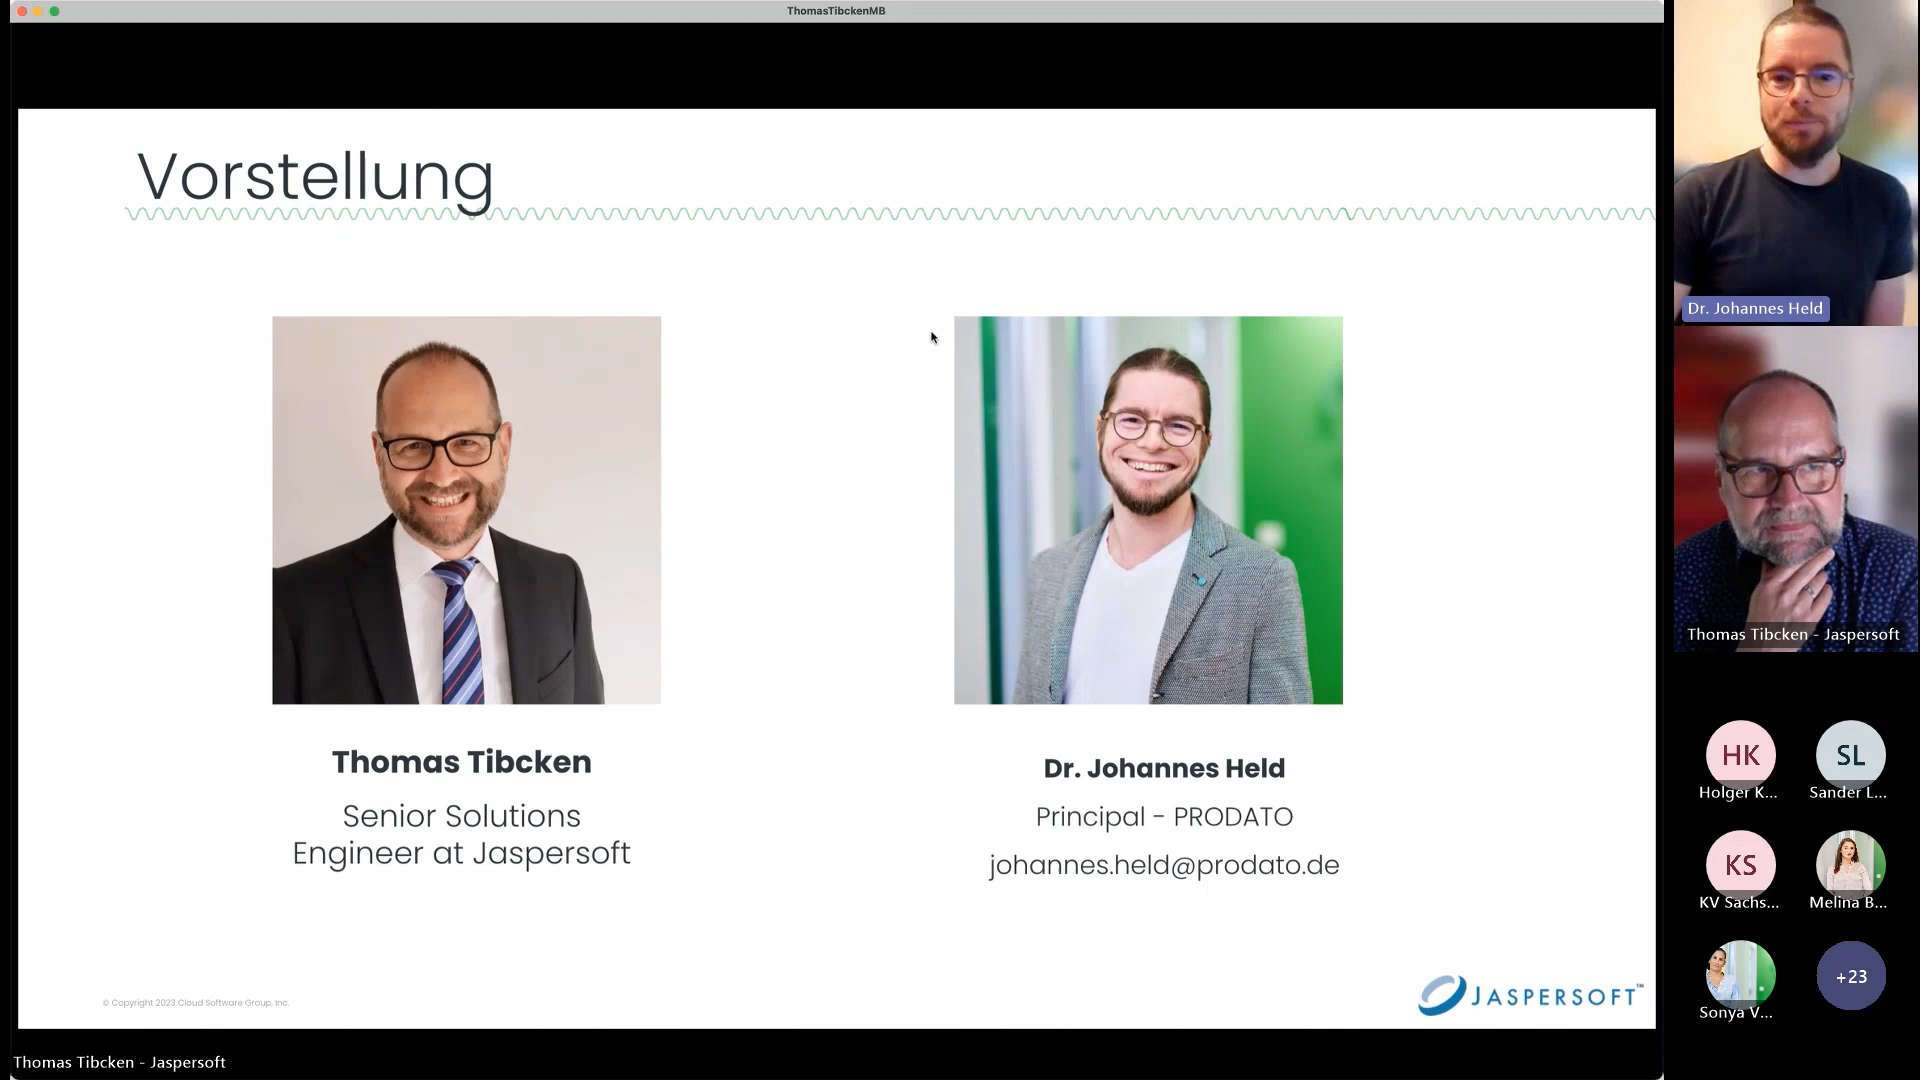 ThomasTibckenMB
Vorstellung
Thomas Tibcken
Senior Solutions
Engineer at Jaspersoft
Dr. Johannes Held
Principal - PRODATO
johannes.held@prodato.de
© Copyright 2023 Cloud Software Group, Inc.
JASPERSOFT™
Thomas Tibcken - Jaspersoft
Dr. Johannes Held
Thomas Tibcken - Jaspersoft
HK
Holger K...
SL
Sander L...
KS
KV Sachs...
Melina B...
Sonya V...
+23